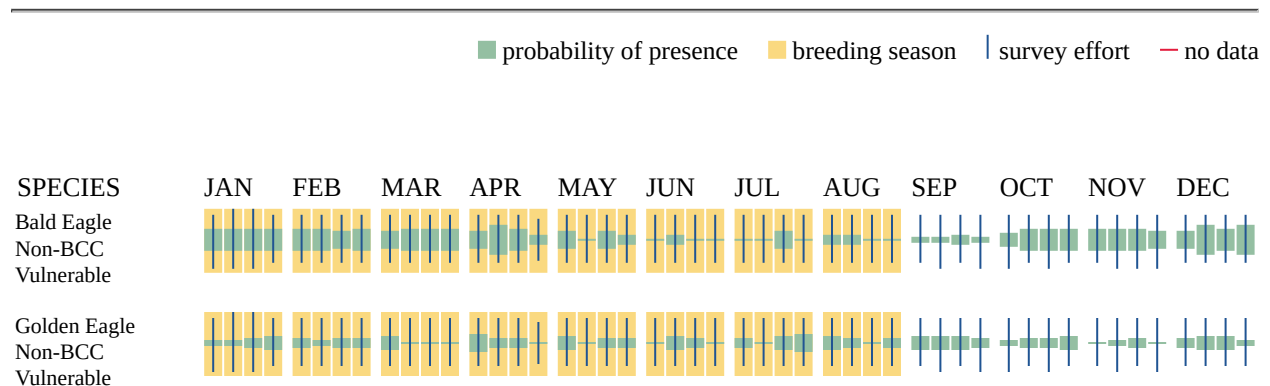 probability of presence breeding season survey effort no data
SPECIES JAN FEB MAR APR MAY JUN JUL AUG SEP OCT NOV DEC
Bald Eagle
Non-BCC
Vulnerable
Golden Eagle
Non-BCC
Vulnerable